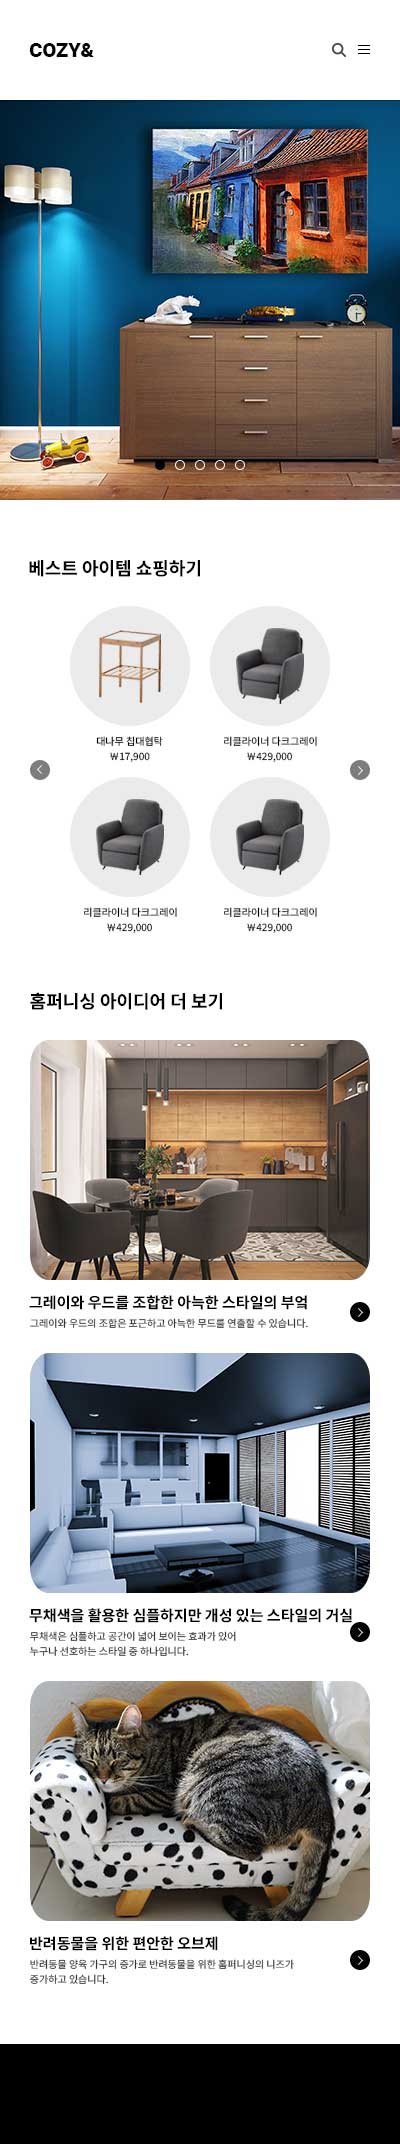 COZY&
베스트 아이템 쇼핑하기
대나무 침대협탁
₩17,900
리클라이너 다크그레이
₩429,000
리클라이너 다크그레이
₩429,000
리클라이너 다크그레이
₩429,000
홈퍼니싱 아이디어 더 보기
그레이와 우드를 조합한 아늑한 스타일의 부엌
그레이와 우드의 조합은 포근하고 아늑한 무드를 연출할 수 있습니다.
무채색을 활용한 심플하지만 개성 있는 스타일의 거실
무채색은 심플하고 공간이 넓어 보이는 효과가 있어
누구나 선호하는 스타일 중 하나입니다.
반려동물을 위한 편안한 오브제
반려동물 양육 가구의 증가로 반려동물을 위한 홈퍼니싱의 니즈가
증가하고 있습니다.